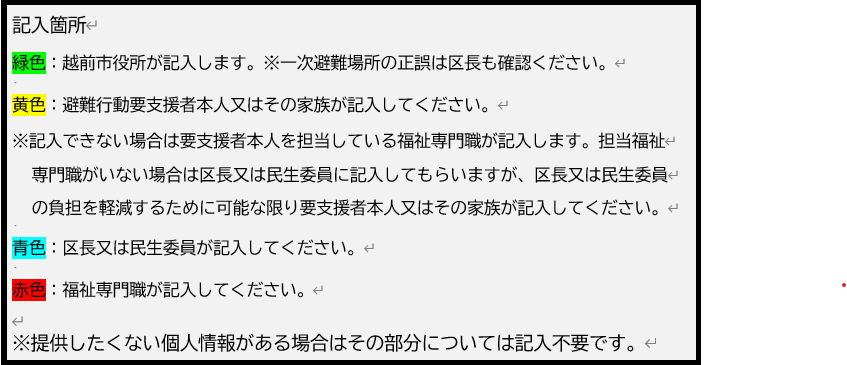 記入箇所
緑色：越前市役所が記入します。※一次避難場所の正誤は区長も確認ください。
黄色：避難行動要支援者本人又はその家族が記入してください。
※記入できない場合は要支援者本人を担当している福祉専門職が記入します。担当福祉
専門職がいない場合は区長又は民生委員に記入してもらいますが、区長又は民生委員
の負担を軽減するために可能な限り要支援者本人又はその家族が記入してください。
青色：区長又は民生委員が記入してください。
赤色：福祉専門職が記入してください。
※提供したくない個人情報がある場合はその部分については記入不要です。